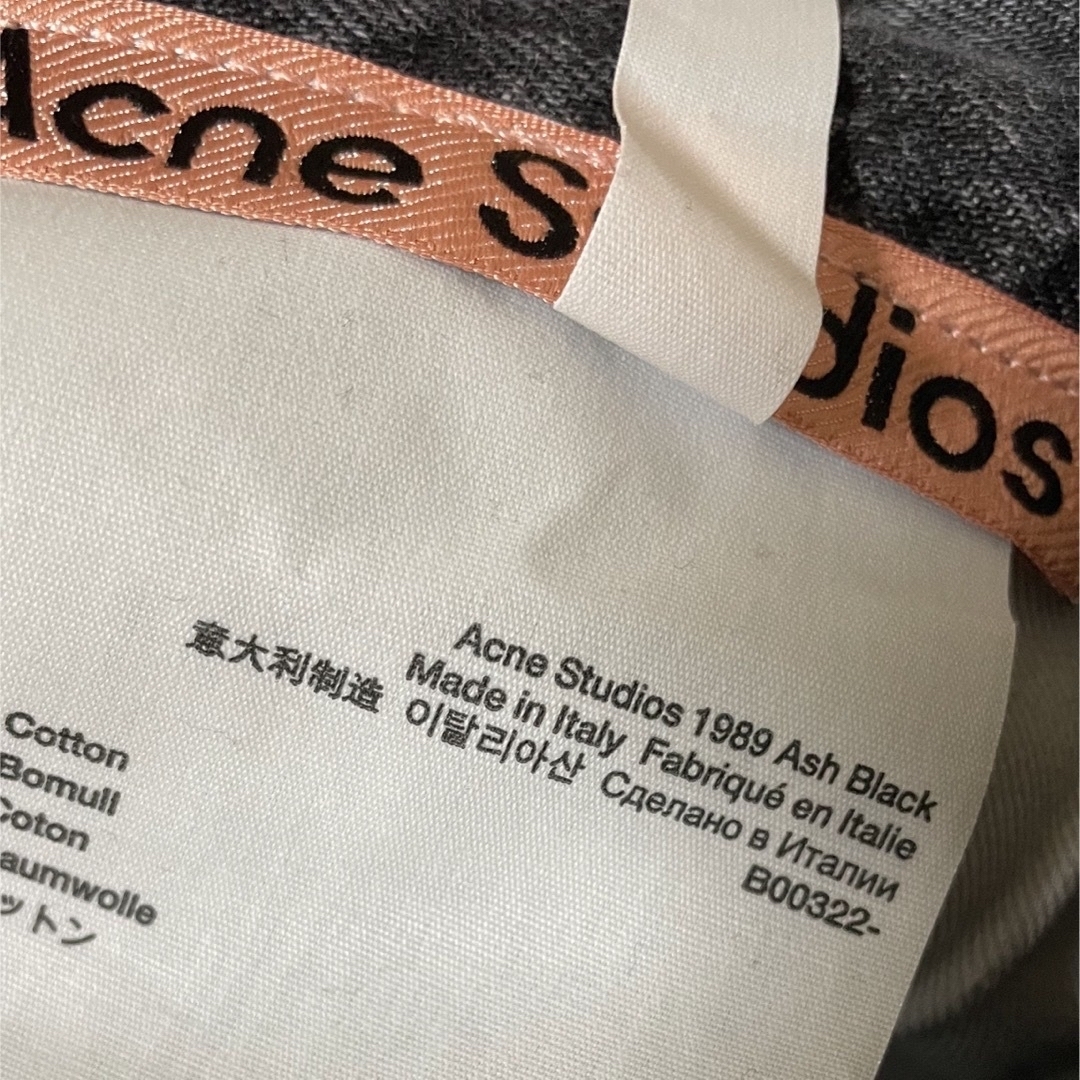 Acne Studios
Acne Studios 1989 Ash Black
Made in Italy Fabriqué en Italie
意大利制造 이탈리아산 Сделано в Италии
B00322-
Cotton
Bomull
Coton
aumwolle
ットン